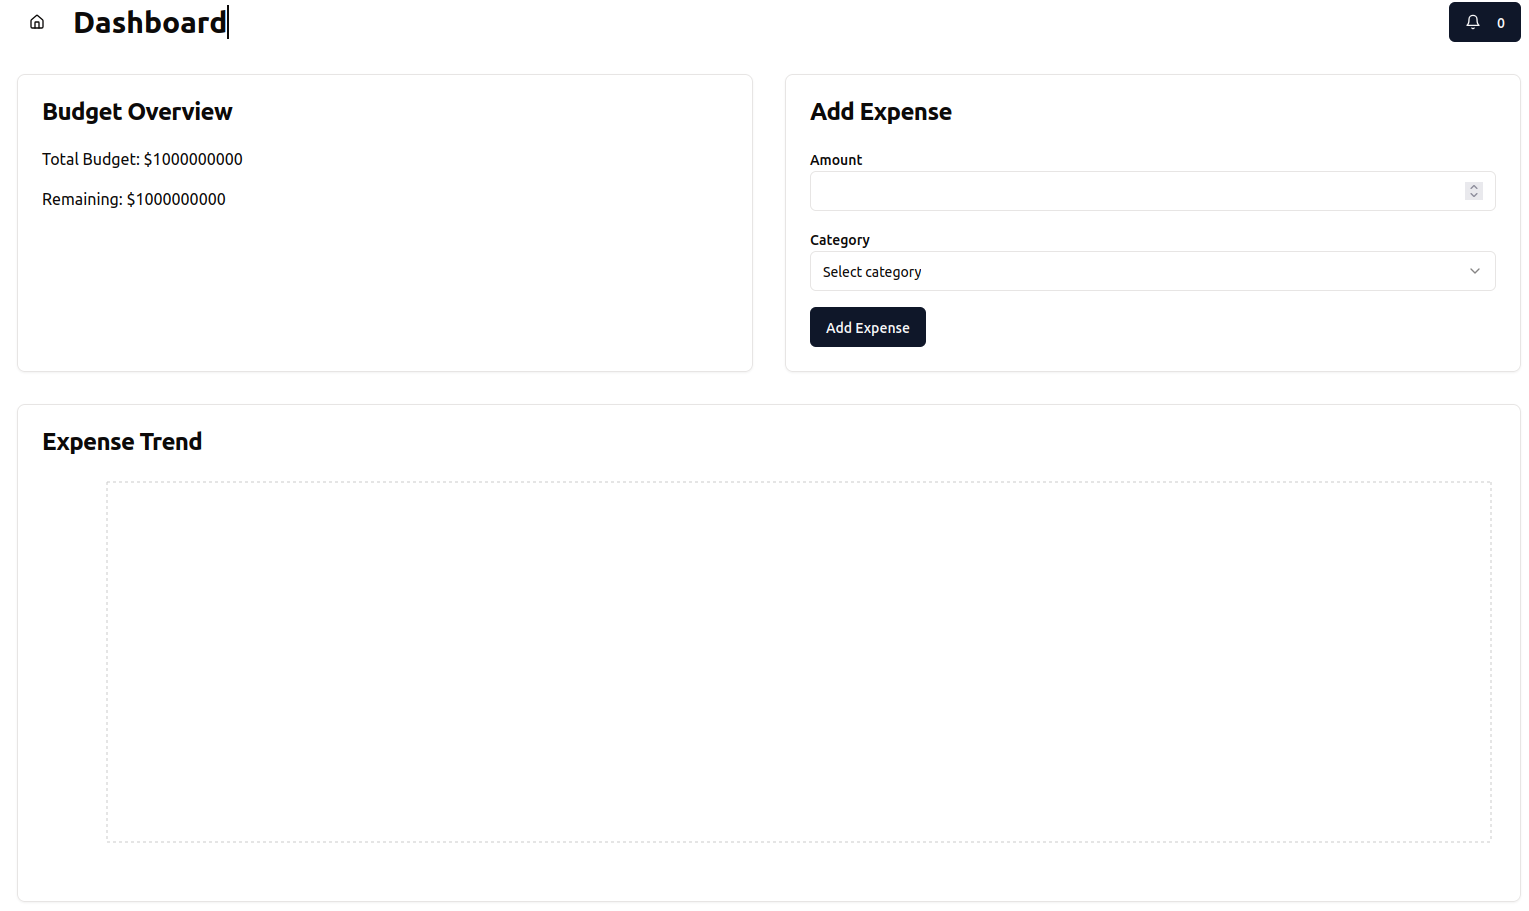 Dashboard
0
Budget Overview
Total Budget: $1000000000
Remaining: $1000000000
Add Expense
Amount
Category
Select category
Add Expense
Expense Trend